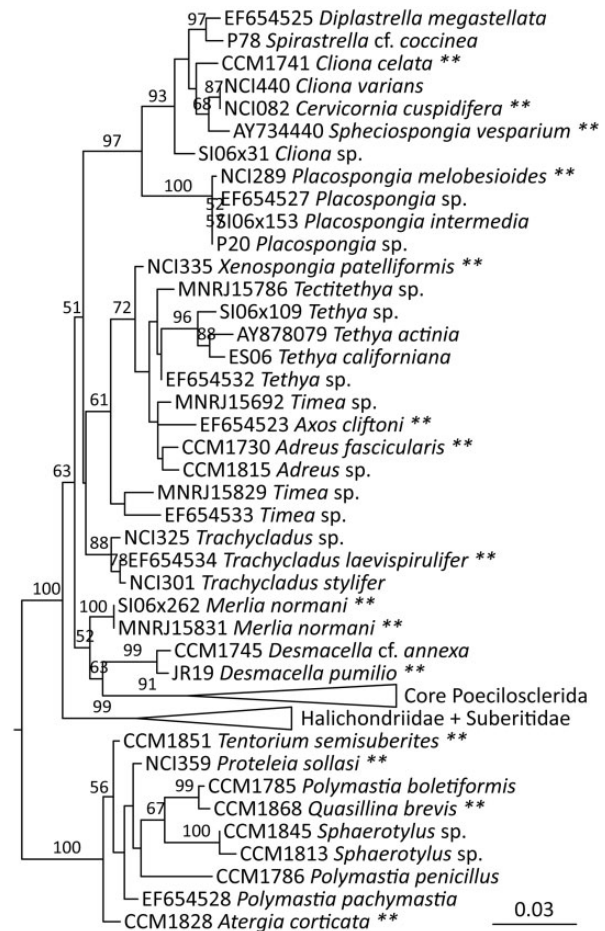 97
EF654525 Diplastrella megastellata
P78 Spirastrella cf. coccinea
CCM1741 Cliona celata **
87
NCI440 Cliona varians
93
68
NCI082 Cervicornia cuspidifera **
AY734440 Spheciospongia vesparium **
97
SI06x31 Cliona sp.
100
NCI289 Placospongia melobesioides **
EF654527 Placospongia sp.
52
SI06x153 Placospongia intermedia
P20 Placospongia sp.
NCI335 Xenospongia patelliformis **
MNRJ15786 Tectitethya sp.
51
72
96
SI06x109 Tethya sp.
88
AY878079 Tethya actinia
ES06 Tethya californiana
EF654532 Tethya sp.
61
MNRJ15692 Timea sp.
EF654523 Axos cliftoni **
CCM1730 Adreus fascicularis **
CCM1815 Adreus sp.
63
MNRJ15829 Timea sp.
EF654533 Timea sp.
88
NCI325 Trachycladus sp.
78
EF654534 Trachycladus laevispirulifer **
NCI301 Trachycladus stylifer
100
100
SI06x262 Merlia normani **
MNRJ15831 Merlia normani **
52
99
CCM1745 Desmacella cf. annexa
63
JR19 Desmacella pumilio **
91
Core Poecilosclerida
99
Halichondriidae + Suberitidae
CCM1851 Tentorium semisuberites **
NCI359 Proteleia sollasi **
56
99
CCM1785 Polymastia boletiformis
67
CCM1868 Quasillina brevis **
100
CCM1845 Sphaerotylus sp.
100
CCM1813 Sphaerotylus sp.
CCM1786 Polymastia penicillus
EF654528 Polymastia pachymastia
CCM1828 Atergia corticata **
0.03